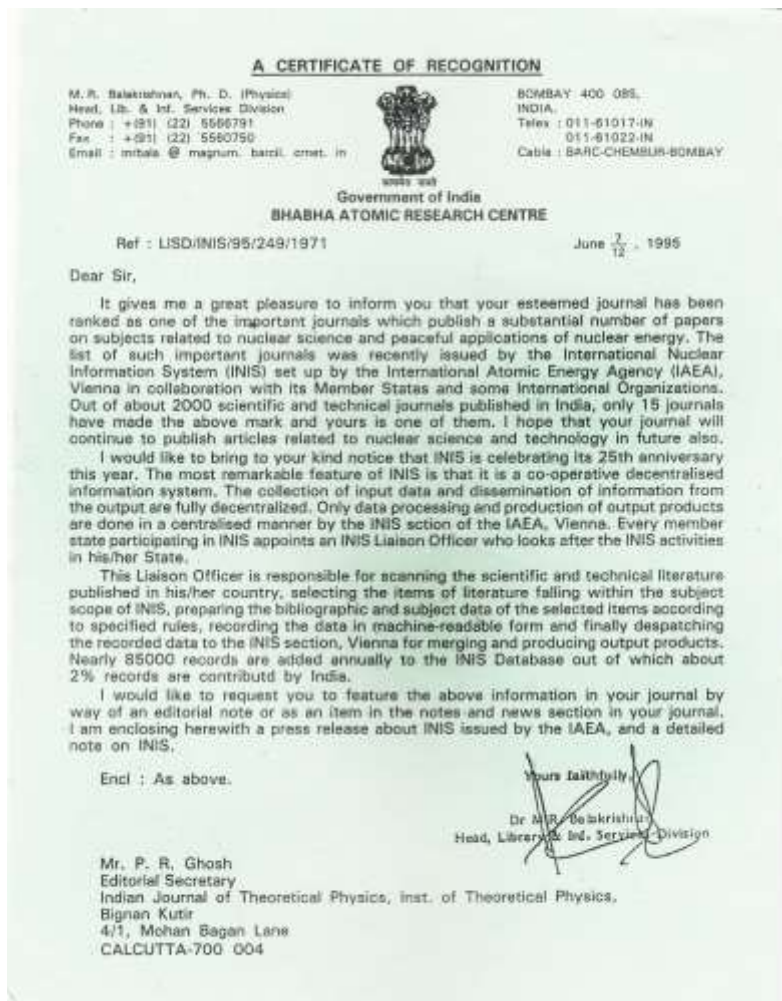 A CERTIFICATE OF RECOGNITION
M. R. Balakrishnan, Ph. D. (Physics)
Head, Lib. & Inf. Services Division
Phone : +(91) (22) 5566791
Fax : +(91) (22) 5560750
Email : mrbala @ magnum. barcil. ernet. in
BOMBAY 400 085,
INDIA.
Telex : 011-61017-IN
011-61022-IN
Cable : BARC-CHEMBUR-BOMBAY
सत्यमेव जयते
Government of India
BHABHA ATOMIC RESEARCH CENTRE
Ref : LISD/INIS/95/249/1971
June 7/12 , 1995
Dear Sir,
It gives me a great pleasure to inform you that your esteemed journal has been
ranked as one of the important journals which publish a substantial number of papers
on subjects related to nuclear science and peaceful applications of nuclear energy. The
list of such important journals was recently issued by the International Nuclear
Information System (INIS) set up by the International Atomic Energy Agency (IAEA),
Vienna in collaboration with its Member States and some International Organizations.
Out of about 2000 scientific and technical journals published in India, only 15 journals
have made the above mark and yours is one of them. I hope that your journal will
continue to publish articles related to nuclear science and technology in future also.
I would like to bring to your kind notice that INIS is celebrating its 25th anniversary
this year. The most remarkable feature of INIS is that it is a co-operative decentralised
information system. The collection of input data and dissemination of information from
the output are fully decentralized. Only data processing and production of output products
are done in a centralised manner by the INIS sction of the IAEA, Vienna. Every member
state participating in INIS appoints an INIS Liaison Officer who looks after the INIS activities
in his/her State.
This Liaison Officer is responsible for scanning the scientific and technical literature
published in his/her country, selecting the items of literature falling within the subject
scope of INIS, preparing the bibliographic and subject data of the selected items according
to specified rules, recording the data in machine-readable form and finally despatching
the recorded data to the INIS section, Vienna for merging and producing output products.
Nearly 85000 records are added annually to the INIS Database out of which about
2% records are contributd by India.
I would like to request you to feature the above information in your journal by
way of an editorial note or as an item in the notes and news section in your journal.
I am enclosing herewith a press release about INIS issued by the IAEA, and a detailed
note on INIS.
Encl : As above.
Yours faithfully,
Dr M.R. Balakrishnan
Head, Library & Inf. Services Division
Mr. P. R. Ghosh
Editorial Secretary
Indian Journal of Theoretical Physics, inst. of Theoretical Physics,
Bignan Kutir
4/1, Mohan Bagan Lane
CALCUTTA-700 004